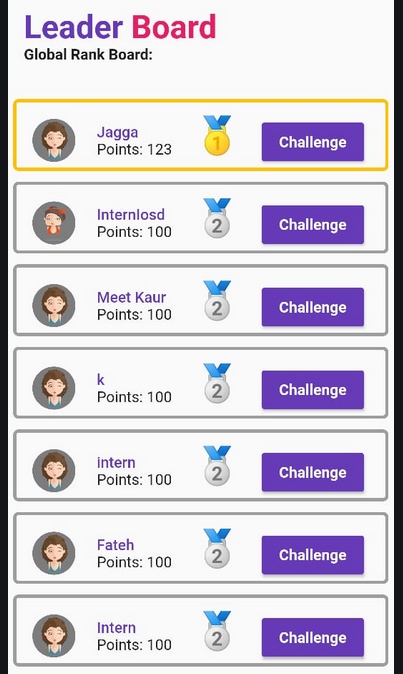 Leader Board
Global Rank Board:
Jagga
Points: 123
1
Challenge
Internlosd
Points: 100
2
Challenge
Meet Kaur
Points: 100
2
Challenge
k
Points: 100
2
Challenge
intern
Points: 100
2
Challenge
Fateh
Points: 100
2
Challenge
Intern
Points: 100
2
Challenge